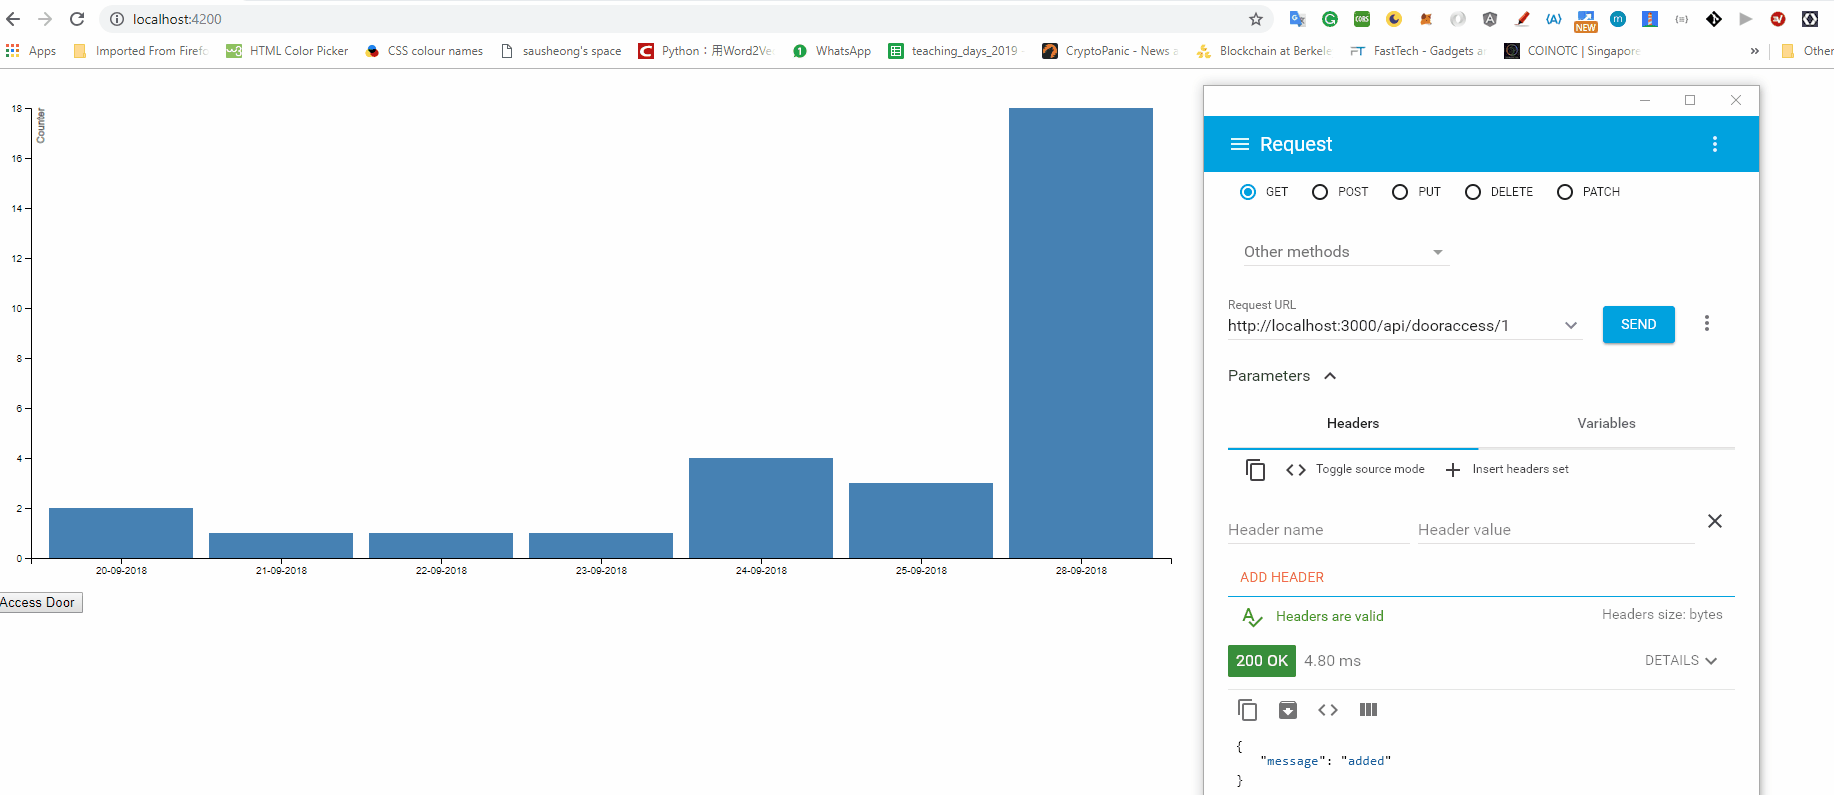 localhost:4200
Apps Imported From Firefo HTML Color Picker CSS colour names sausheong's space Python：用Word2Ve WhatsApp teaching_days_2019 CryptoPanic - News a Blockchain at Berkele FastTech - Gadgets a COINOTC | Singapore » Other
18
Counter
16
14
12
10
8
6
4
2
0
20-09-2018 21-09-2018 22-09-2018 23-09-2018 24-09-2018 25-09-2018 28-09-2018
Access Door
Request
GET POST PUT DELETE PATCH
Other methods
Request URL
http://localhost:3000/api/dooraccess/1
SEND
Parameters
Headers Variables
Toggle source mode Insert headers set
Header name Header value
ADD HEADER
Headers are valid Headers size: bytes
200 OK 4.80 ms DETAILS
{
"message": "added"
}